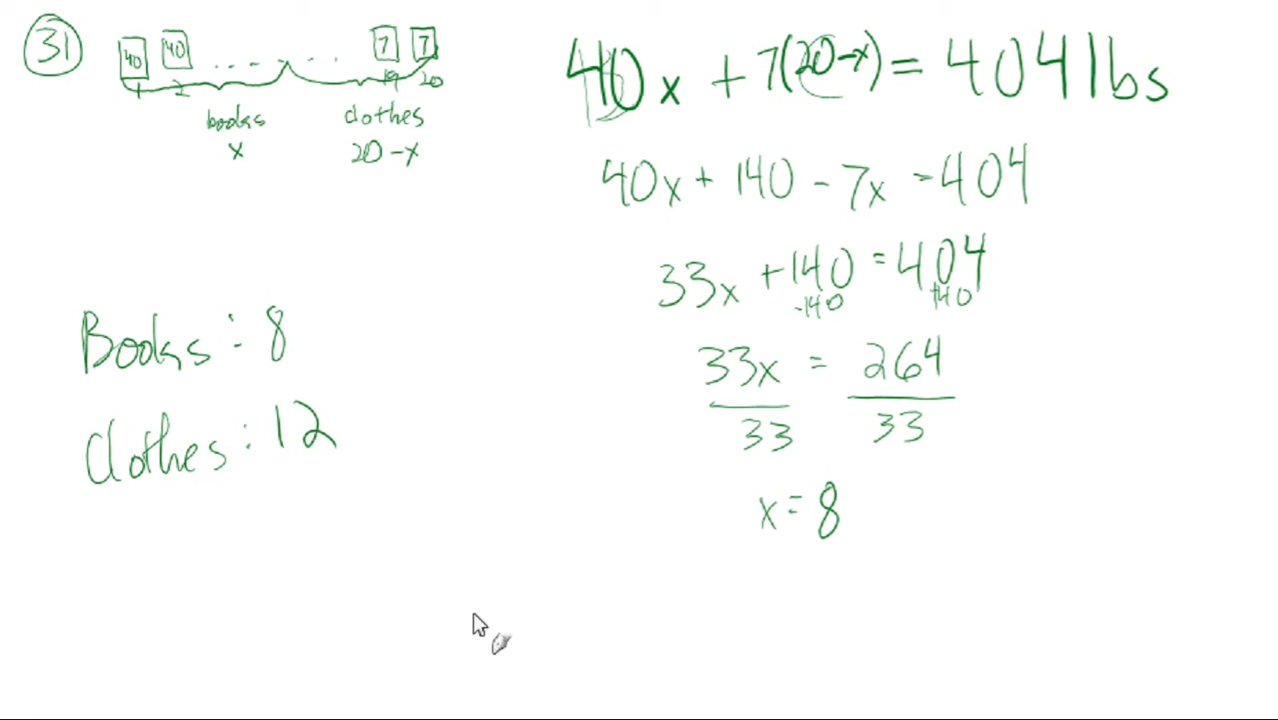 31
40 40 .... .. 7 7
1 2 19 20
books clothes
x 20-x
Books: 8
Clothes: 12
40x + 7(20-x) = 404 lbs
40x + 140 - 7x = 404
33x + 140 = 404
-140 -140
33x = 264
33 33
x = 8